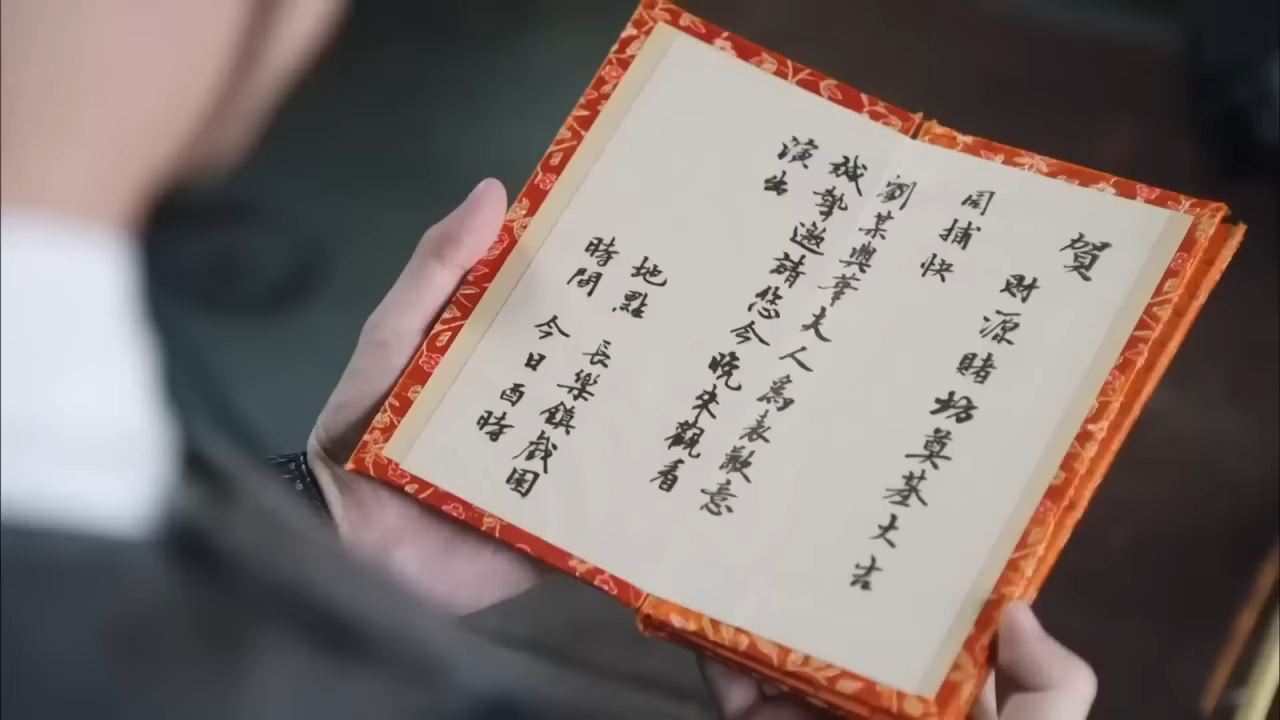 賀
財源賭坊奠基大吉
周捕快
劉某與華夫人為表歉意
誠摯邀請您今晚來觀看
演出
地點 長樂鎮戲園
時間 今日酉時